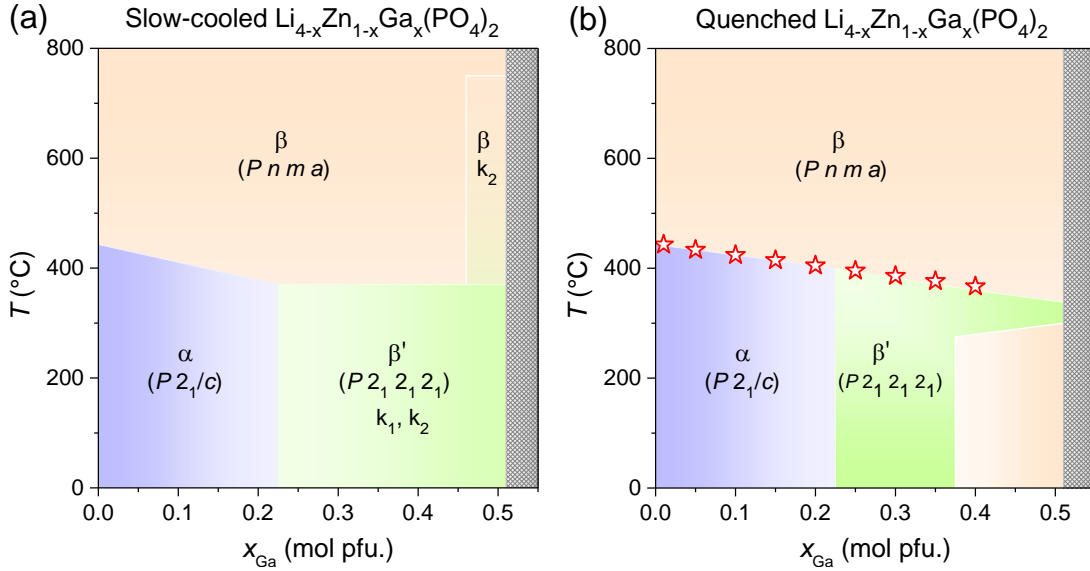 (a) Slow-cooled Li4-xZn1-xGax(PO4)2
800
600
400
200
0
T (°C)
β
(P n m a)
β
k2
α
(P 21/c)
β'
(P 21 21 21)
k1, k2
0.0 0.1 0.2 0.3 0.4 0.5
xGa (mol pfu.)
(b) Quenched Li4-xZn1-xGax(PO4)2
800
600
400
200
0
T (°C)
β
(P n m a)
α
(P 21/c)
β'
(P 21 21 21)
0.0 0.1 0.2 0.3 0.4 0.5
xGa (mol pfu.)